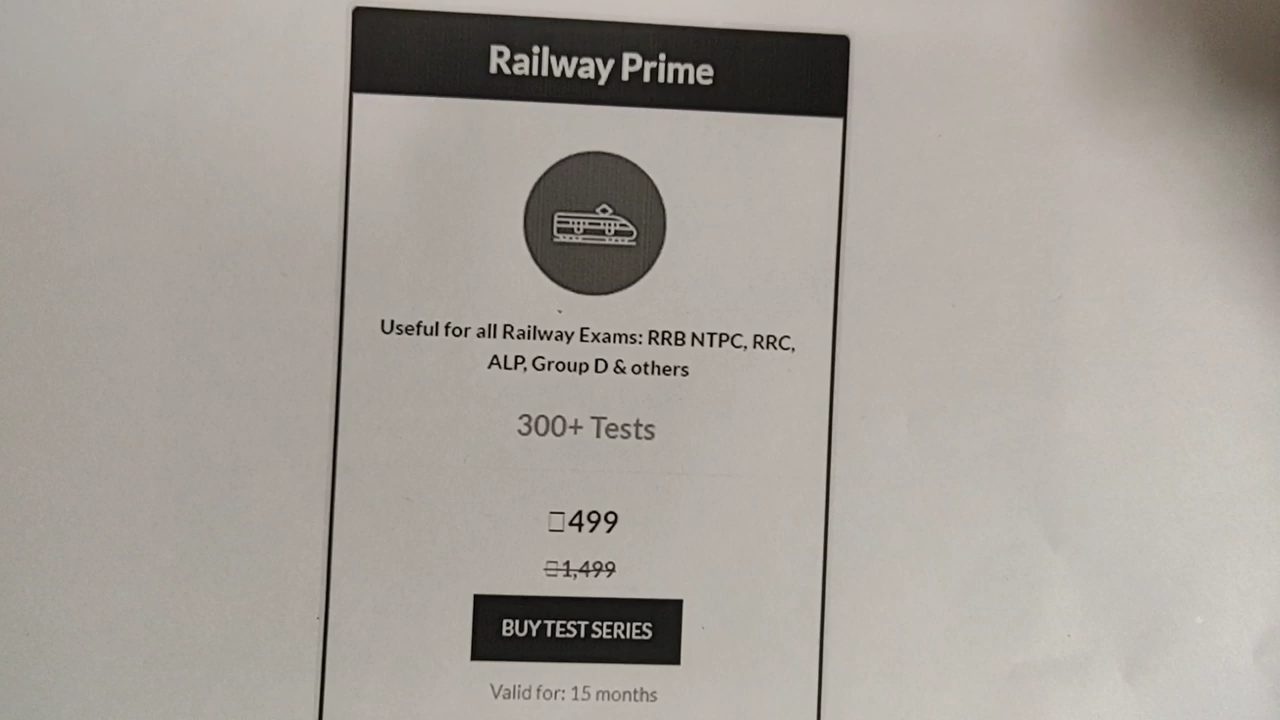 Railway Prime
Useful for all Railway Exams: RRB NTPC, RRC,
ALP, Group D & others
300+ Tests
□499
□1,499
BUY TEST SERIES
Valid for: 15 months